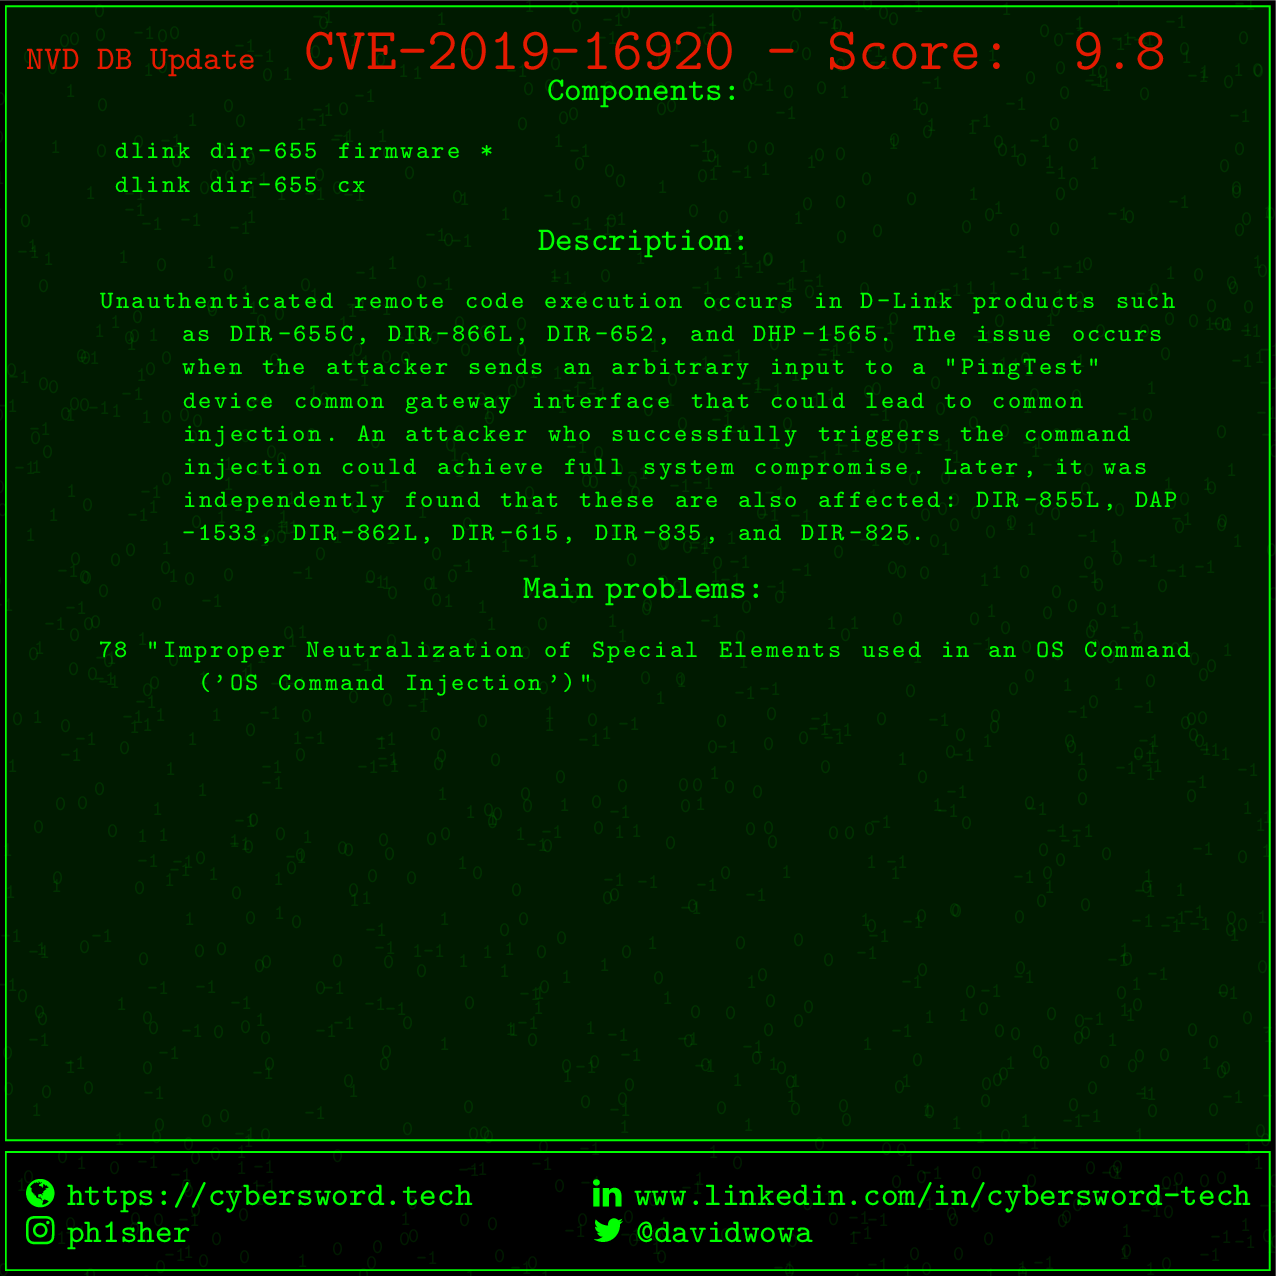 NVD DB Update CVE-2019-16920 - Score: 9.8
Components:
dlink dir-655 firmware *
dlink dir-655 cx
Description:
Unauthenticated remote code execution occurs in D-Link products such
as DIR-655C, DIR-866L, DIR-652, and DHP-1565. The issue occurs
when the attacker sends an arbitrary input to a "PingTest"
device common gateway interface that could lead to common
injection. An attacker who successfully triggers the command
injection could achieve full system compromise. Later, it was
independently found that these are also affected: DIR-855L, DAP
-1533, DIR-862L, DIR-615, DIR-835, and DIR-825.
Main problems:
78 "Improper Neutralization of Special Elements used in an OS Command
('OS Command Injection')"
https://cybersword.tech www.linkedin.com/in/cybersword-tech
ph1sher @davidwowa